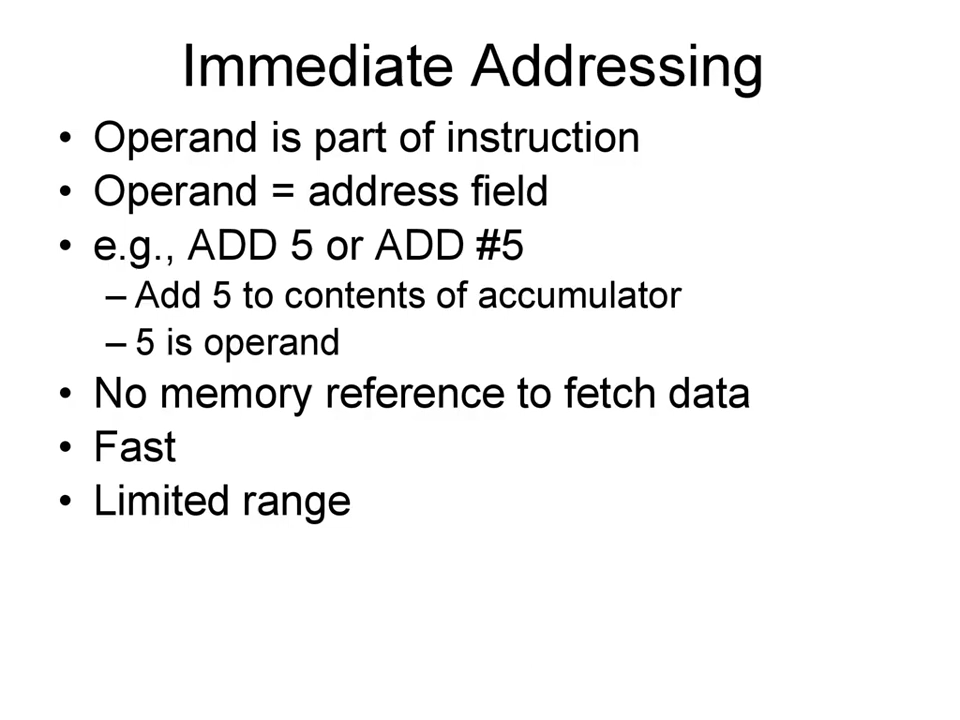 Immediate Addressing
• Operand is part of instruction
• Operand = address field
• e.g., ADD 5 or ADD #5
– Add 5 to contents of accumulator
– 5 is operand
• No memory reference to fetch data
• Fast
• Limited range